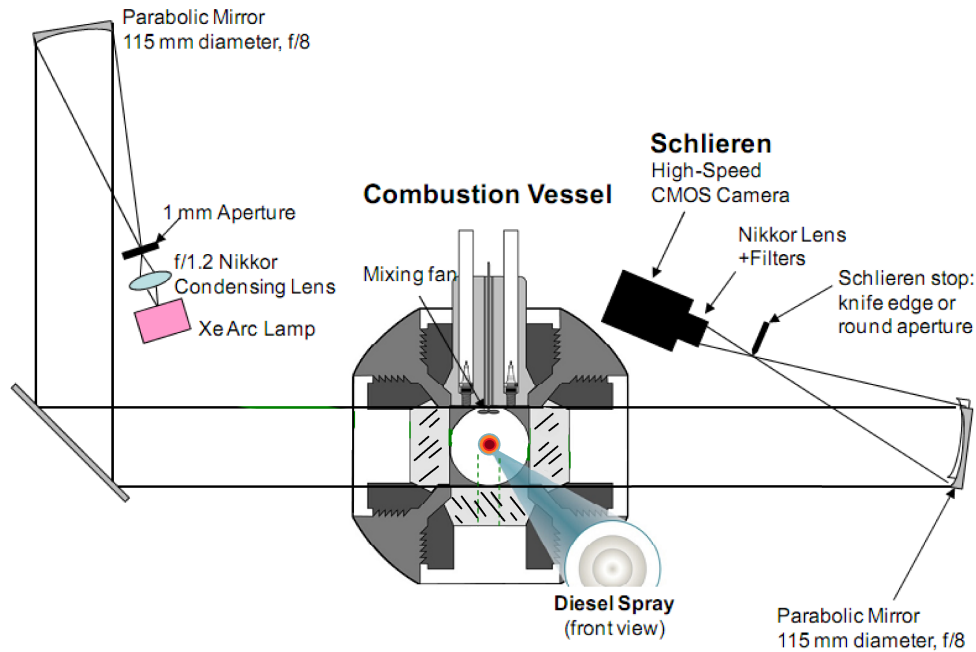 Parabolic Mirror
115 mm diameter, f/8
1 mm Aperture
f/1.2 Nikkor
Condensing Lens
Xe Arc Lamp
Combustion Vessel
Mixing fan
Schlieren
High-Speed
CMOS Camera
Nikkor Lens
+Filters
Schlieren stop:
knife edge or
round aperture
Diesel Spray
(front view)
Parabolic Mirror
115 mm diameter, f/8